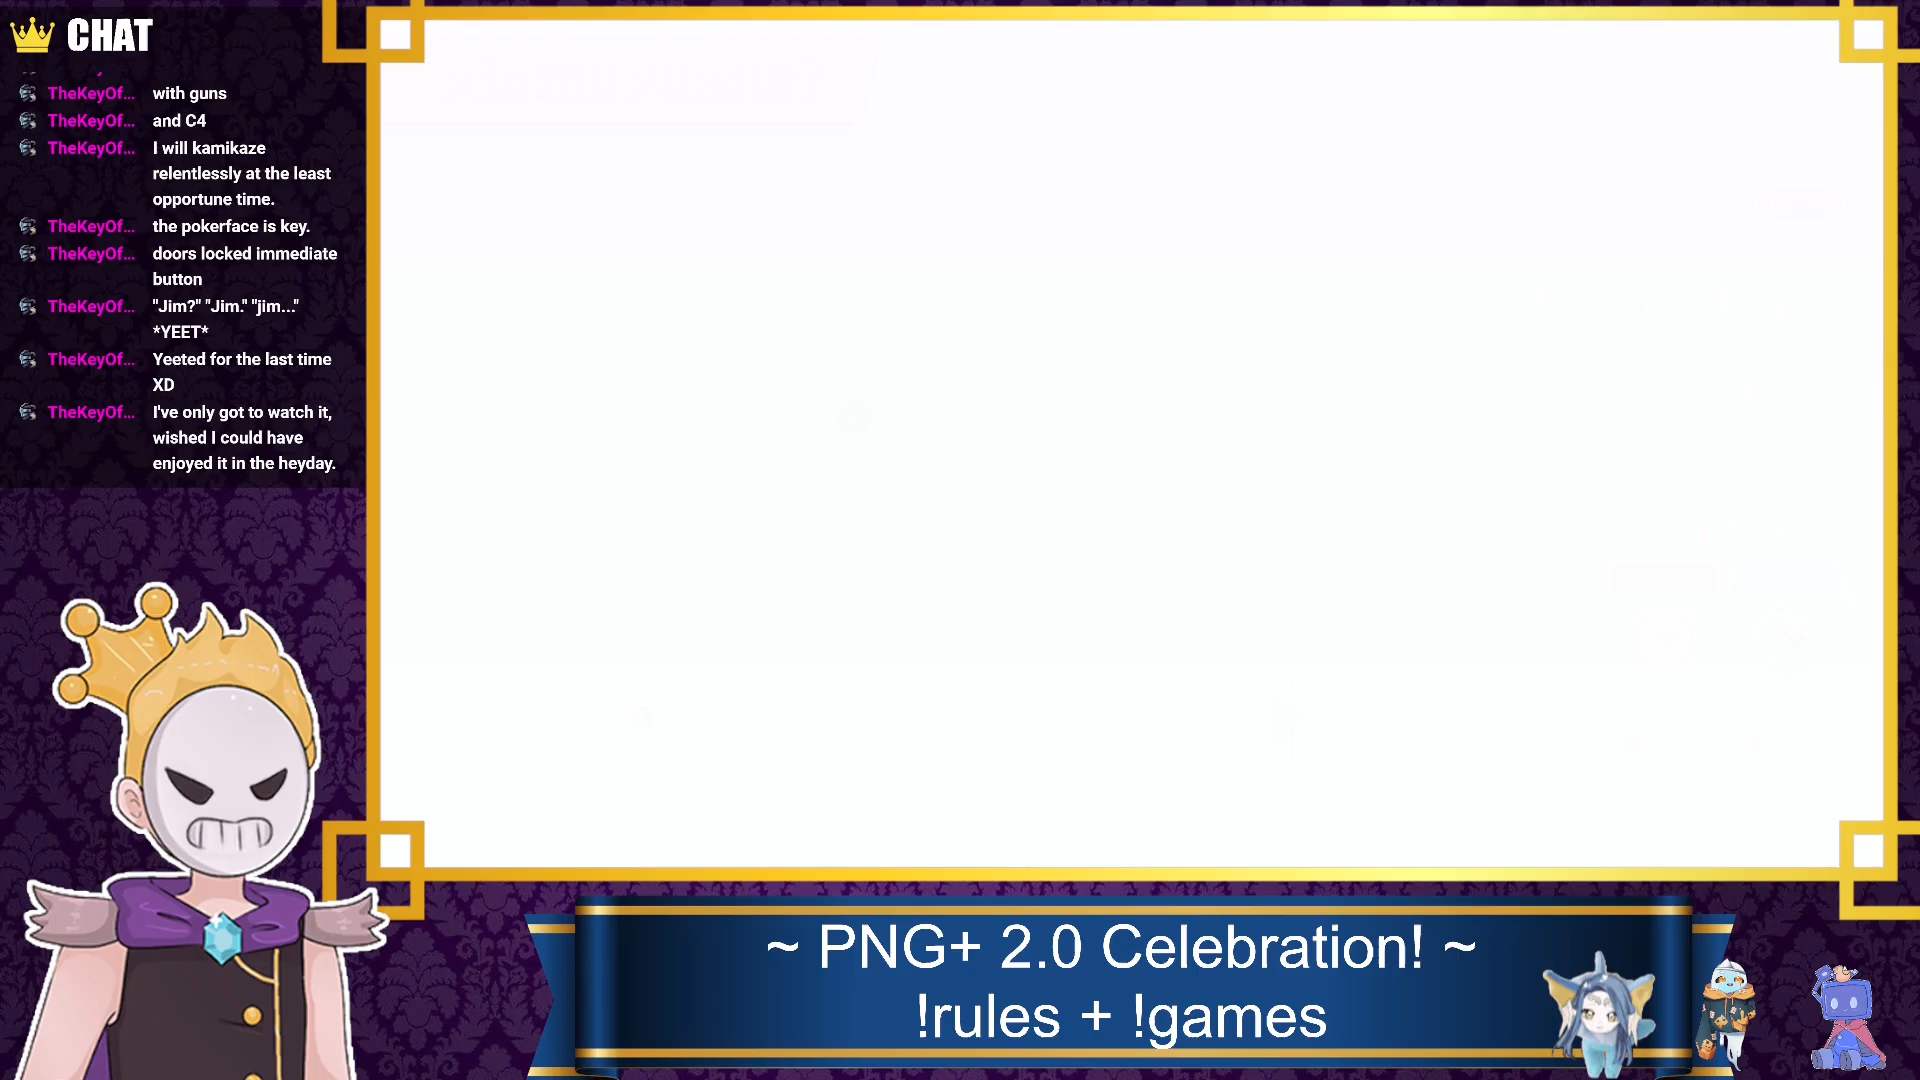 CHAT
TheKeyOf... with guns
TheKeyOf... and C4
TheKeyOf... I will kamikaze
relentlessly at the least
opportune time.
TheKeyOf... the pokerface is key.
TheKeyOf... doors locked immediate
button
TheKeyOf... "Jim?" "Jim." "jim..."
*YEET*
TheKeyOf... Yeeted for the last time
XD
TheKeyOf... I've only got to watch it,
wished I could have
enjoyed it in the heyday.
~ PNG+ 2.0 Celebration! ~
!rules + !games